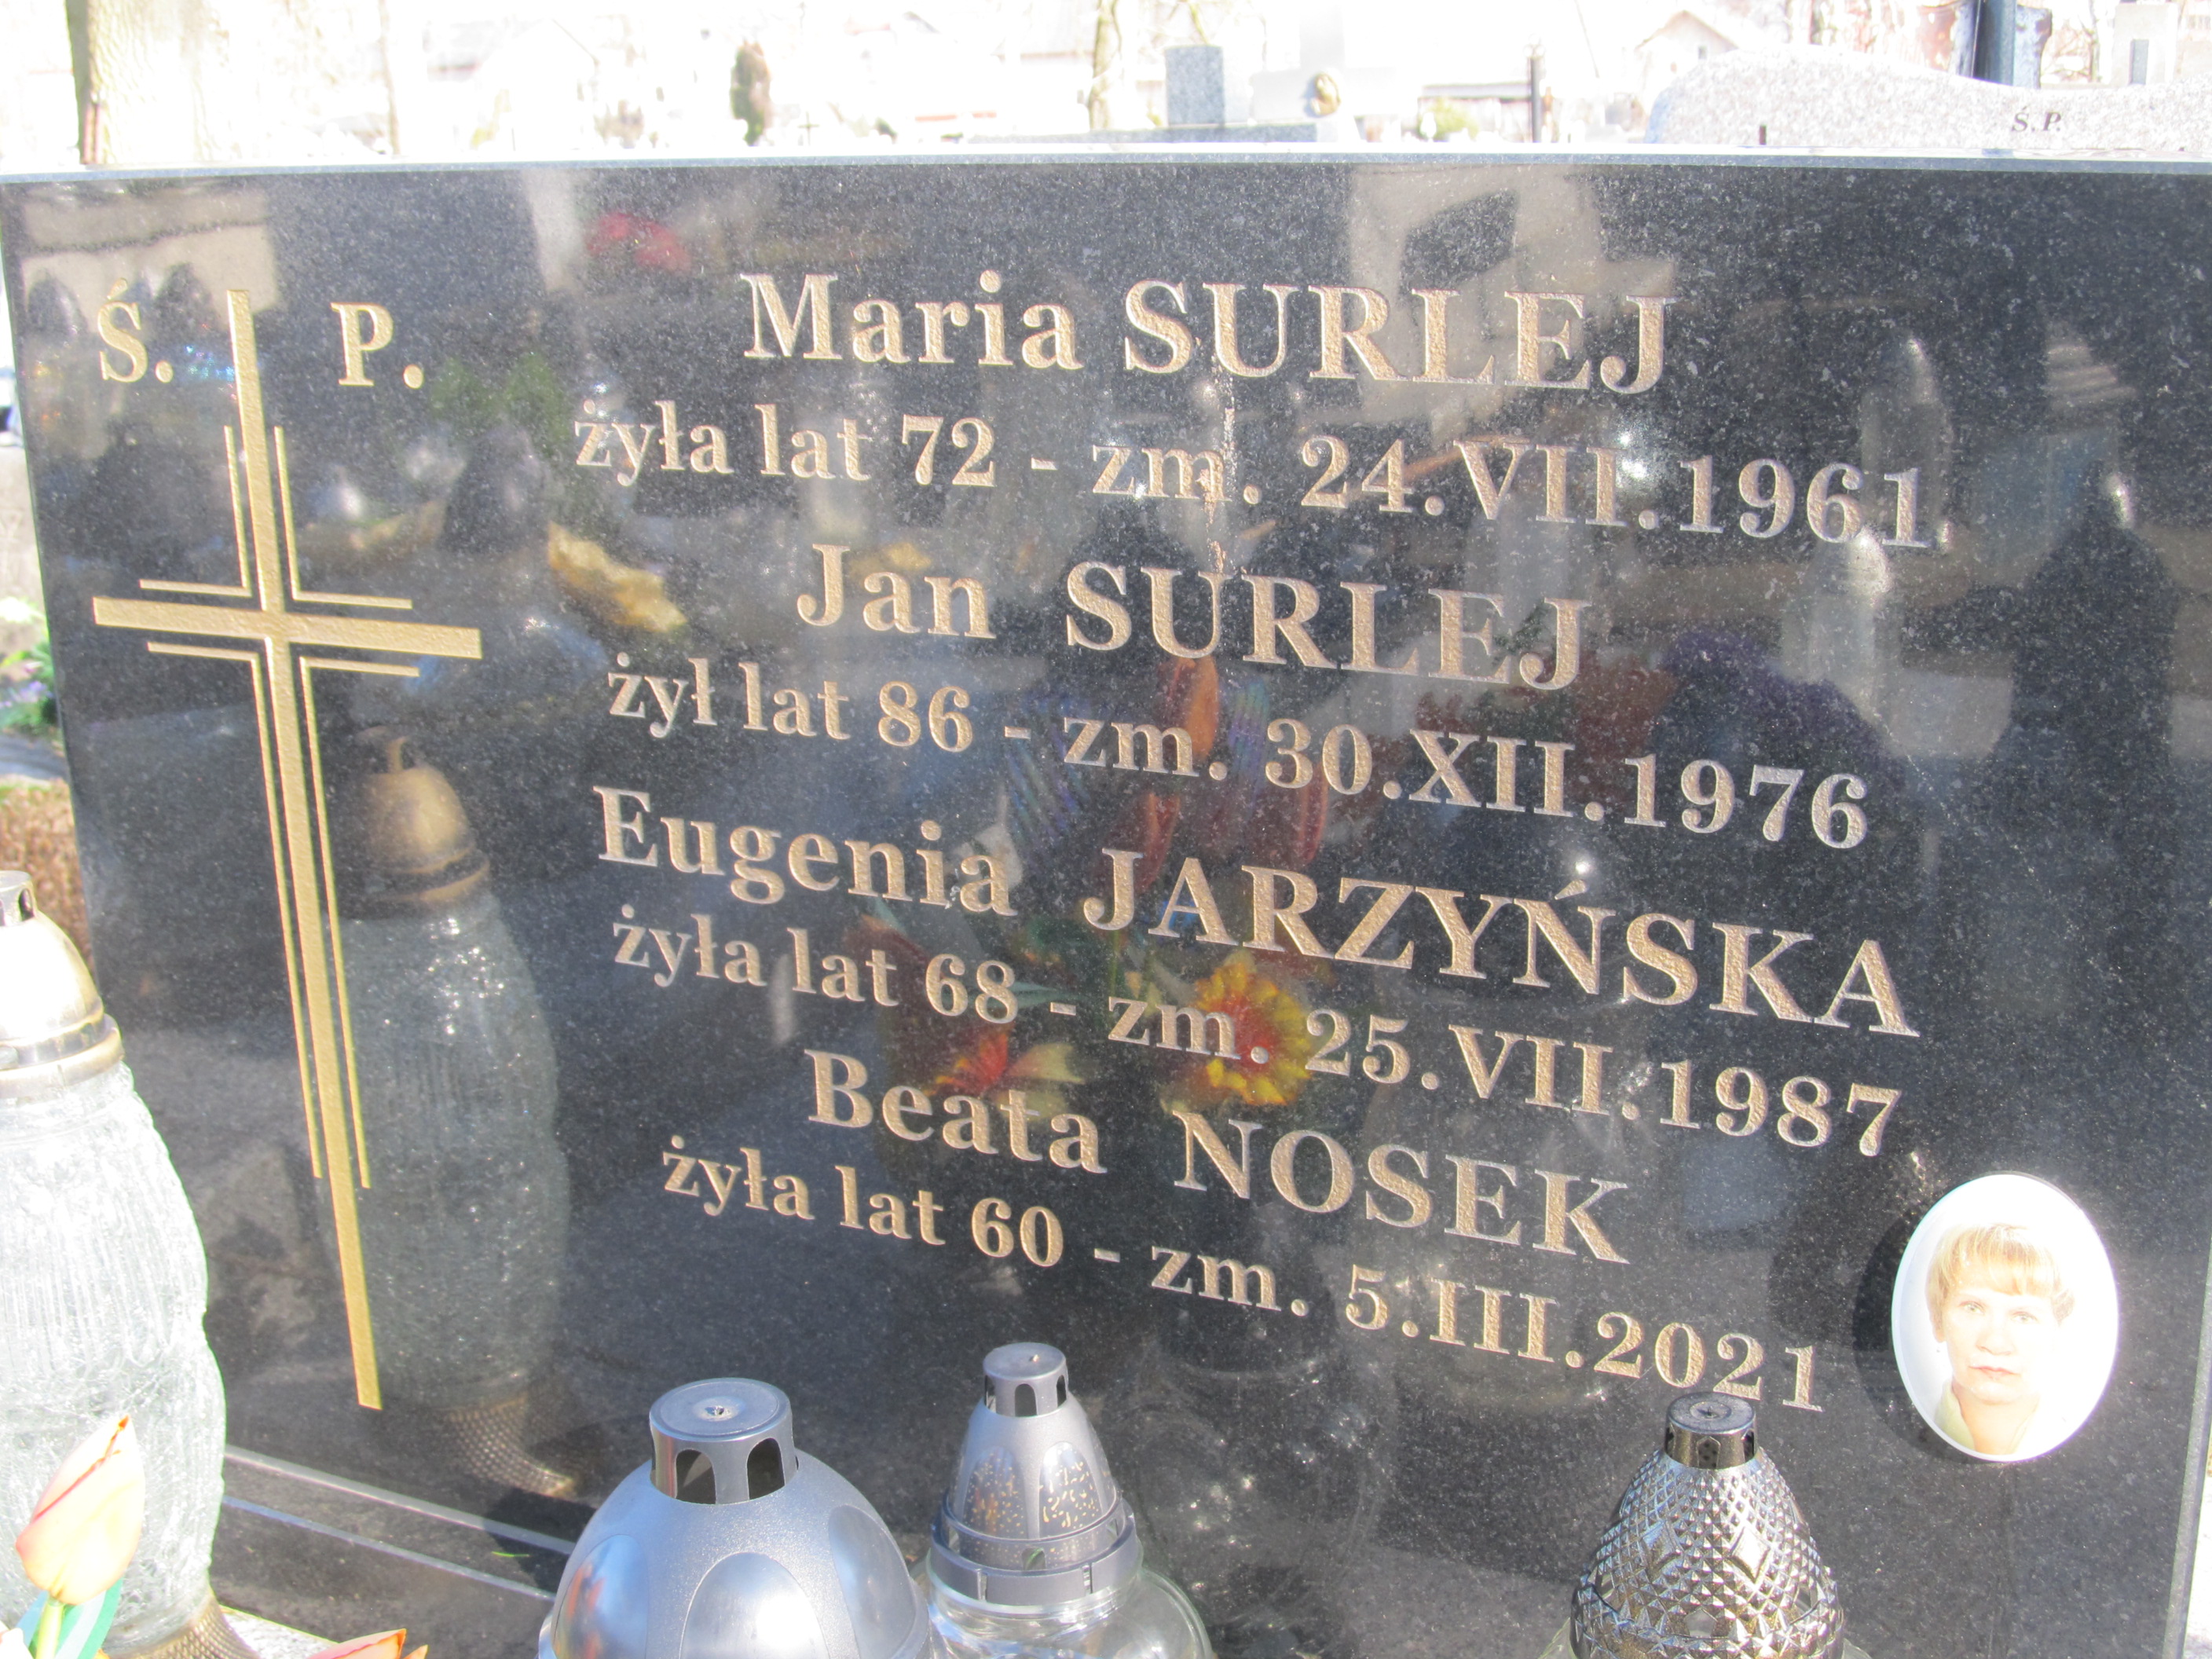 Ś. P.
Ś. P.
Maria SURLEJ
żyła lat 72 - zm. 24.VII.1961
Jan SURLEJ
żył lat 86 - zm. 30.XII.1976
Eugenia JARZYŃSKA
żyła lat 68 - zm. 25.VII.1987
Beata NOSEK
żyła lat 60 - zm. 5.III.2021